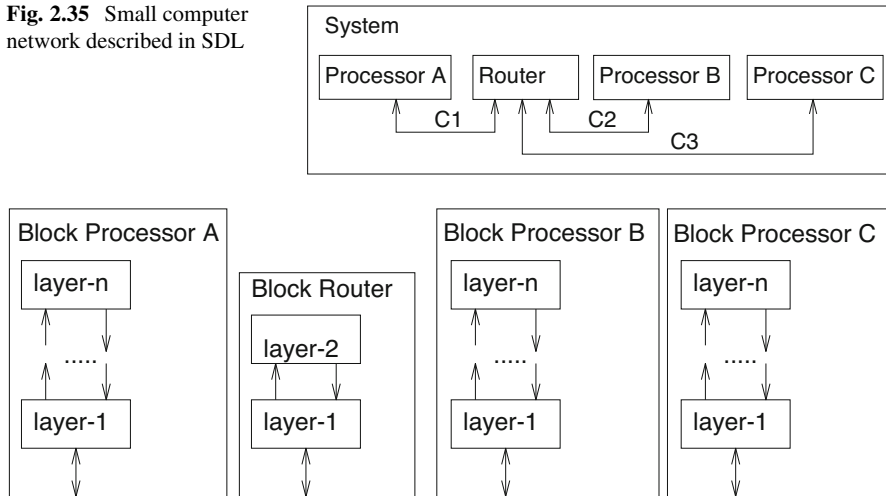 Fig. 2.35 Small computer
network described in SDL
System
Processor A
Router
Processor B
Processor C
C1
C2
C3
Block Processor A
layer-n
.....
layer-1
Block Router
layer-2
layer-1
Block Processor B
layer-n
.....
layer-1
Block Processor C
layer-n
.....
layer-1